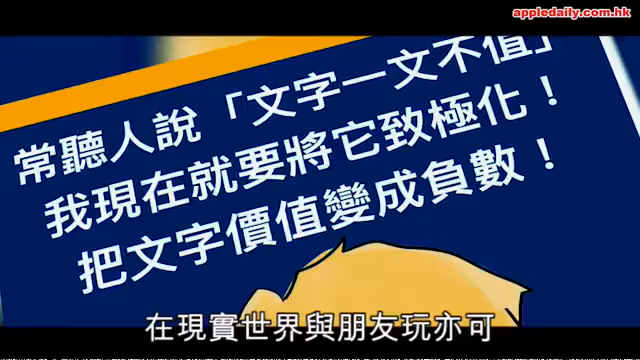 appledaily.com.hk
常聽人說「文字一文不值」
我現在就要將它致極化！
把文字價值變成負數！
在現實世界與朋友玩亦可